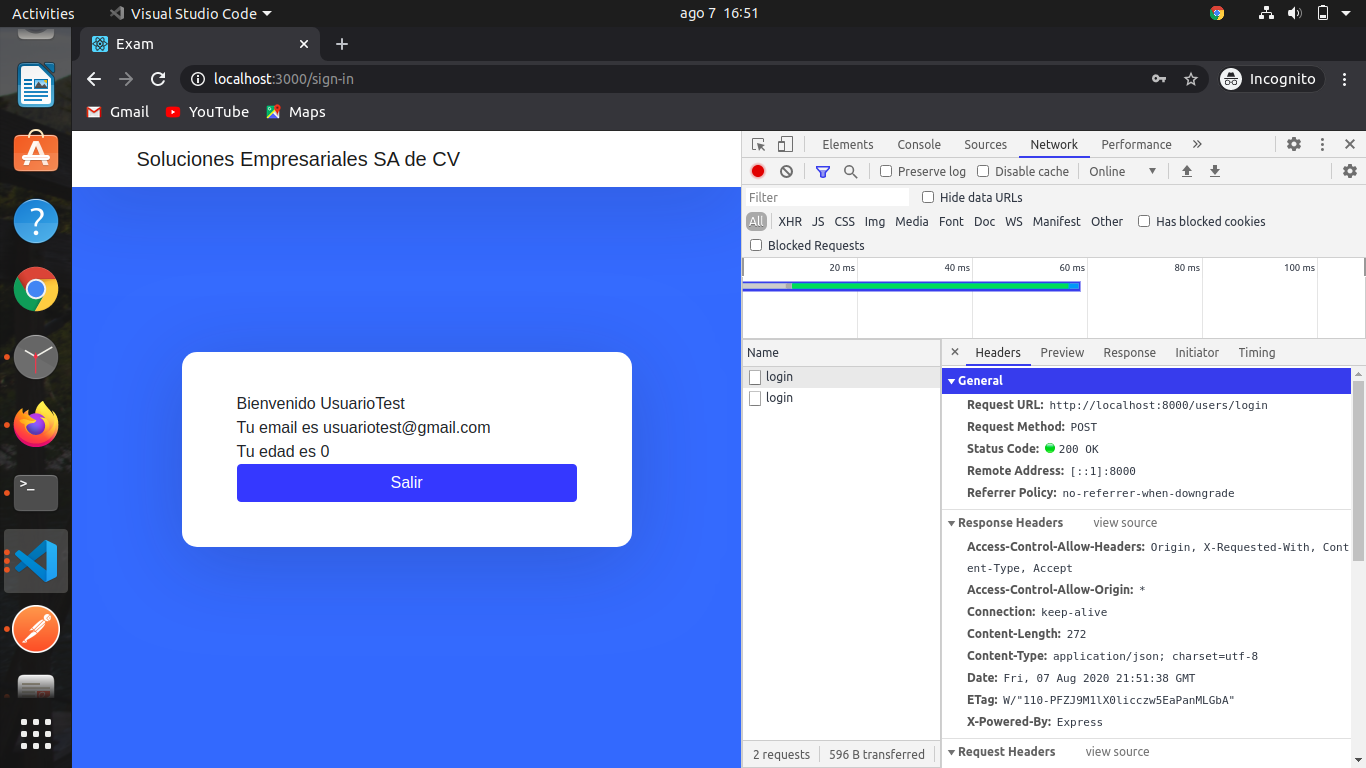 Activities
Visual Studio Code
ago 7 16:51
Exam
localhost:3000/sign-in
Incognito
Gmail
YouTube
Maps
Soluciones Empresariales SA de CV
Bienvenido UsuarioTest
Tu email es usuariotest@gmail.com
Tu edad es 0
Salir
Elements Console Sources Network Performance
Preserve log Disable cache Online
Filter Hide data URLs
All XHR JS CSS Img Media Font Doc WS Manifest Other Has blocked cookies
Blocked Requests
20 ms 40 ms 60 ms 80 ms 100 ms
Name
login
login
2 requests 596 B transferred
Headers Preview Response Initiator Timing
General
Request URL: http://localhost:8000/users/login
Request Method: POST
Status Code: 200 OK
Remote Address: [::1]:8000
Referrer Policy: no-referrer-when-downgrade
Response Headers view source
Access-Control-Allow-Headers: Origin, X-Requested-With, Cont
ent-Type, Accept
Access-Control-Allow-Origin: *
Connection: keep-alive
Content-Length: 272
Content-Type: application/json; charset=utf-8
Date: Fri, 07 Aug 2020 21:51:38 GMT
ETag: W/"110-PFZJ9M1lX0licczw5EaPanMLGbA"
X-Powered-By: Express
Request Headers view source